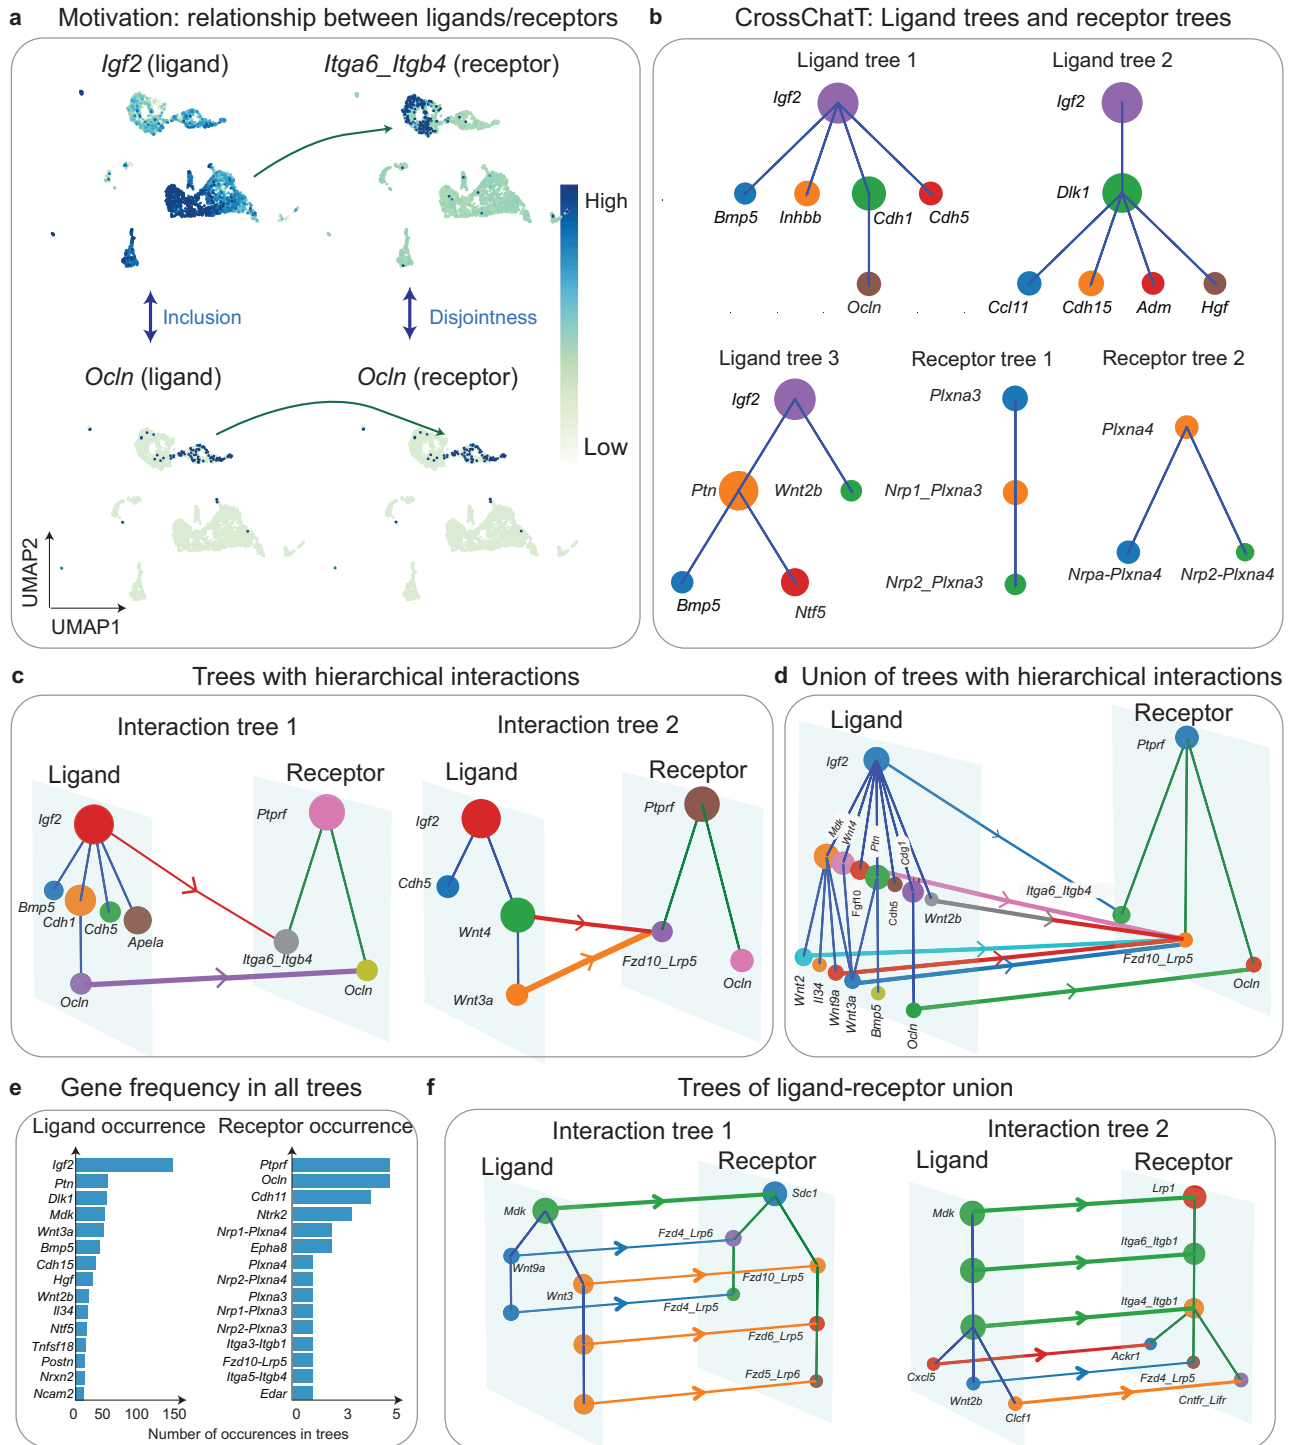 a Motivation: relationship between ligands/receptors
Igf2 (ligand)
Itga6_Itgb4 (receptor)
High
Inclusion
Disjointness
Ocln (ligand)
Ocln (receptor)
Low
UMAP2
UMAP1
b CrossChatT: Ligand trees and receptor trees
Ligand tree 1
Igf2
Bmp5
Inhbb
Cdh1
Cdh5
Ocln
Ligand tree 2
Igf2
Dlk1
Ccl11
Cdh15
Adm
Hgf
Ligand tree 3
Igf2
Ptn
Wnt2b
Bmp5
Ntf5
Receptor tree 1
Plxna3
Nrp1_Plxna3
Nrp2_Plxna3
Receptor tree 2
Plxna4
Nrpa-Plxna4
Nrp2-Plxna4
c Trees with hierarchical interactions
Interaction tree 1
Ligand
Receptor
Igf2
Ptprf
Bmp5
Cdh1
Cdh5
Apela
Itga6_Itgb4
Ocln
Ocln
Interaction tree 2
Ligand
Receptor
Igf2
Ptprf
Cdh5
Wnt4
Fzd10_Lrp5
Wnt3a
Ocln
d Union of trees with hierarchical interactions
Ligand
Receptor
Igf2
Ptprf
Mdk
Wnt4
Ptn
Cdg1
Fgfl10
Cdh5
Wnt2b
Itga6_Itgb4
Fzd10_Lrp5
Wnt2
Il34
Wnt9a
Wnt3a
Bmp5
Ocln
Ocln
e Gene frequency in all trees
Ligand occurrence
Igf2
Ptn
Dlk1
Mdk
Wnt3a
Bmp5
Cdh15
Hgf
Wnt2b
Il34
Ntf5
Tnfsf18
Postn
Nrxn2
Ncam2
0 50 100 150
Receptor occurrence
Ptprf
Ocln
Cdh11
Ntrk2
Nrp1-Plxna4
Epha8
Plxna4
Nrp2-Plxna4
Plxna3
Nrp1-Plxna3
Nrp2-Plxna3
Itga3-Itgb1
Fzd10-Lrp5
Itga5-Itgb4
Edar
0 3 5
Number of occurences in trees
f Trees of ligand-receptor union
Interaction tree 1
Ligand
Receptor
Mdk
Sdc1
Fzd4_Lrp6
Wnt9a
Fzd10_Lrp5
Wnt3
Fzd4_Lrp5
Fzd6_Lrp5
Fzd5_Lrp6
Interaction tree 2
Ligand
Receptor
Mdk
Lrp1
Itga6_Itgb1
Itga4_Itgb1
Ackr1
Cxcl5
Fzd4_Lrp5
Wnt2b
Clcf1
Cntfr_Lifr